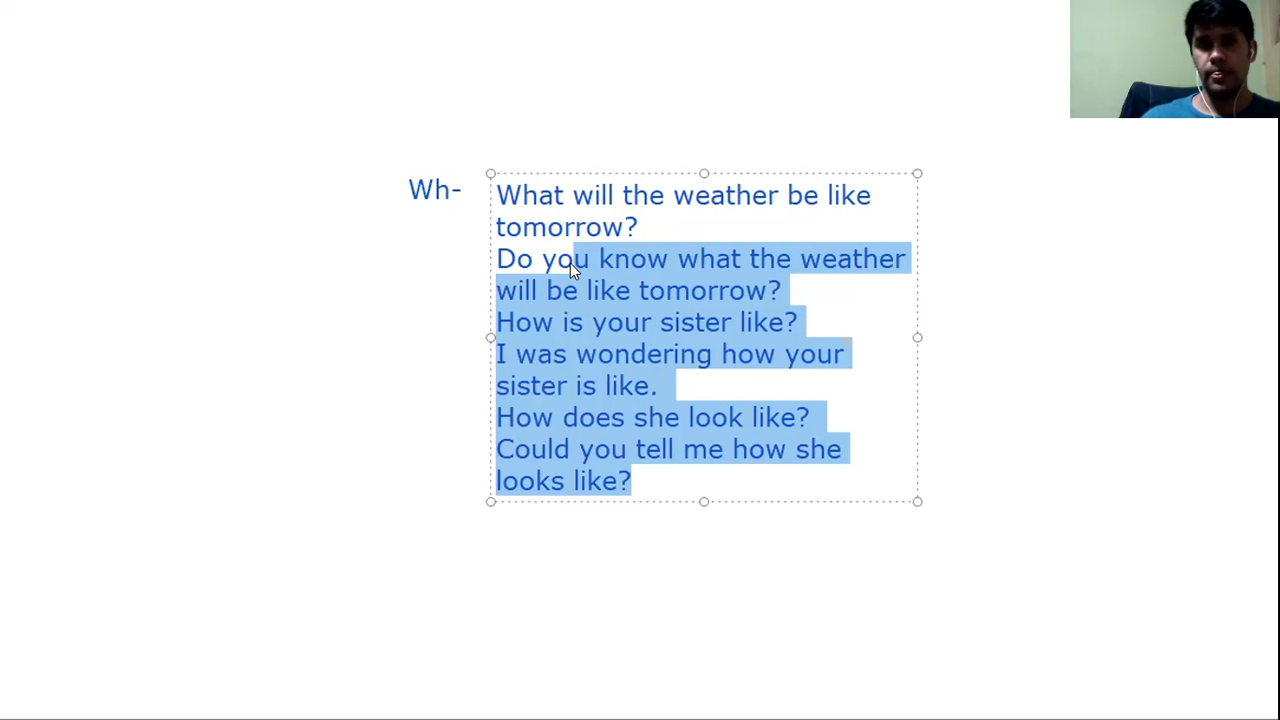 Wh-
What will the weather be like
tomorrow?
Do you know what the weather
will be like tomorrow?
How is your sister like?
I was wondering how your
sister is like.
How does she look like?
Could you tell me how she
looks like?